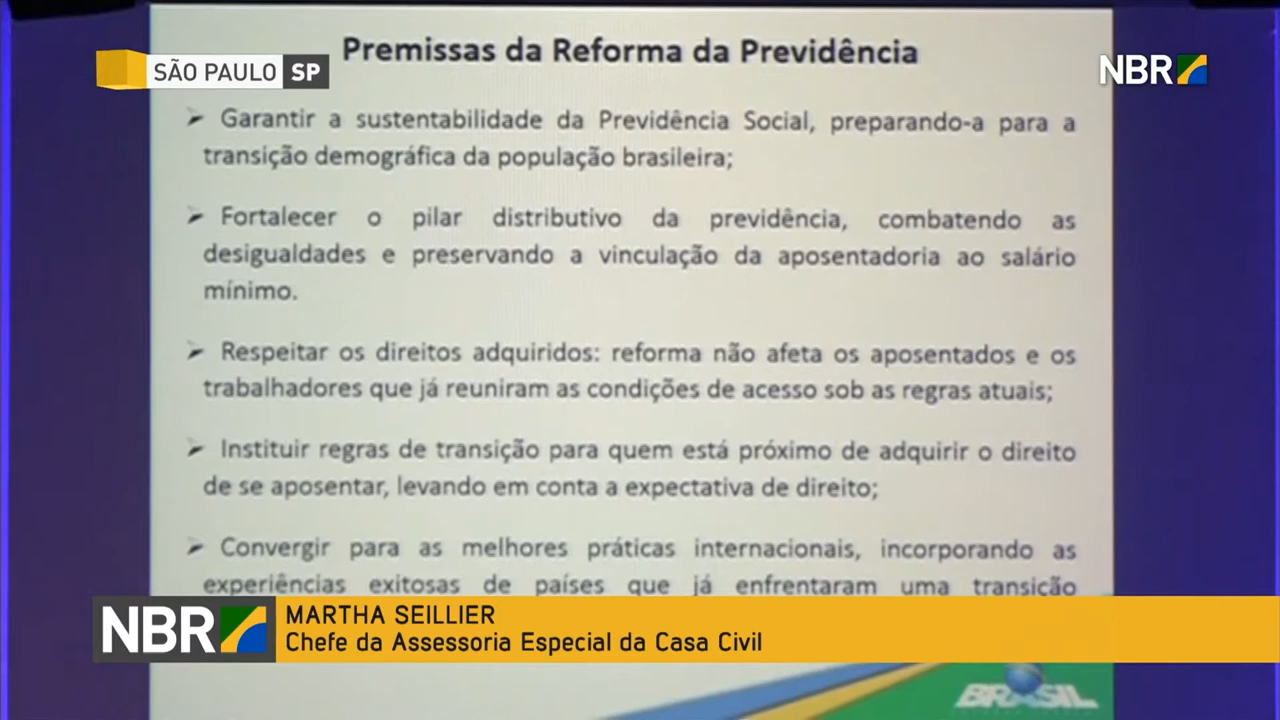 Premissas da Reforma da Previdência
SÃO PAULO SP
NBR
➢ Garantir a sustentabilidade da Previdência Social, preparando-a para a
transição demográfica da população brasileira;
➢ Fortalecer o pilar distributivo da previdência, combatendo as
desigualdades e preservando a vinculação da aposentadoria ao salário
mínimo.
➢ Respeitar os direitos adquiridos: reforma não afeta os aposentados e os
trabalhadores que já reuniram as condições de acesso sob as regras atuais;
➢ Instituir regras de transição para quem está próximo de adquirir o direito
de se aposentar, levando em conta a expectativa de direito;
➢ Convergir para as melhores práticas internacionais, incorporando as
experiências exitosas de países que já enfrentaram uma transição
NBR
MARTHA SEILLIER
Chefe da Assessoria Especial da Casa Civil
BRASIL